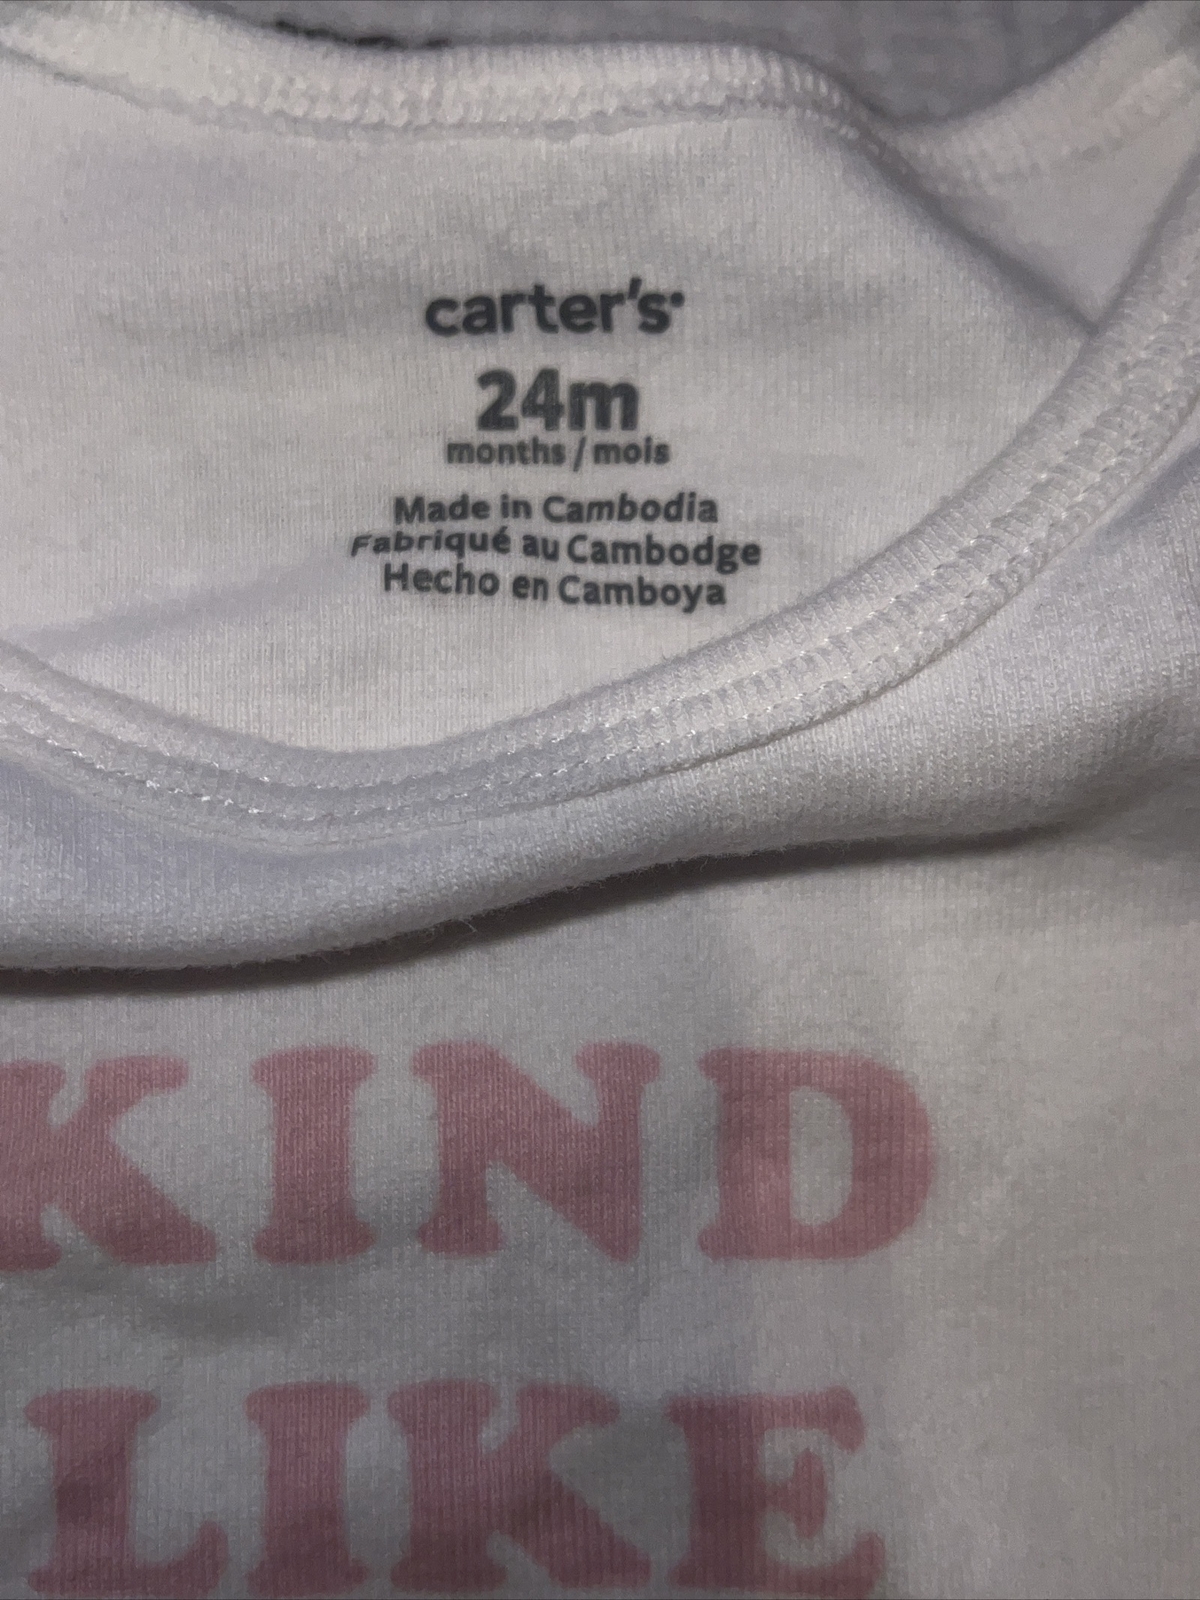 carter's
24m
months / mois
Made in Cambodia
Fabriqué au Cambodge
Hecho en Camboya
KIND
LIKE